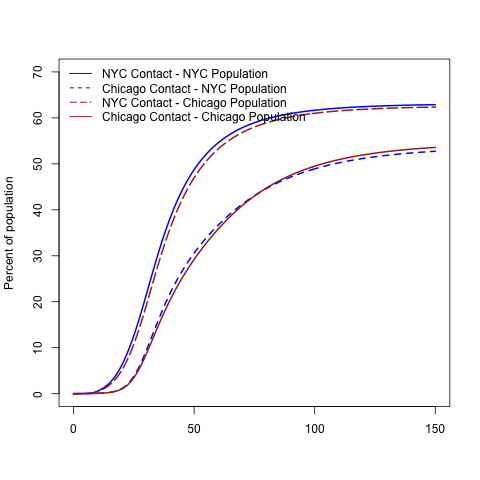 NYC Contact - NYC Population
Chicago Contact - NYC Population
NYC Contact - Chicago Population
Chicago Contact - Chicago Population
Percent of population
70
60
50
40
30
20
10
0
0 50 100 150